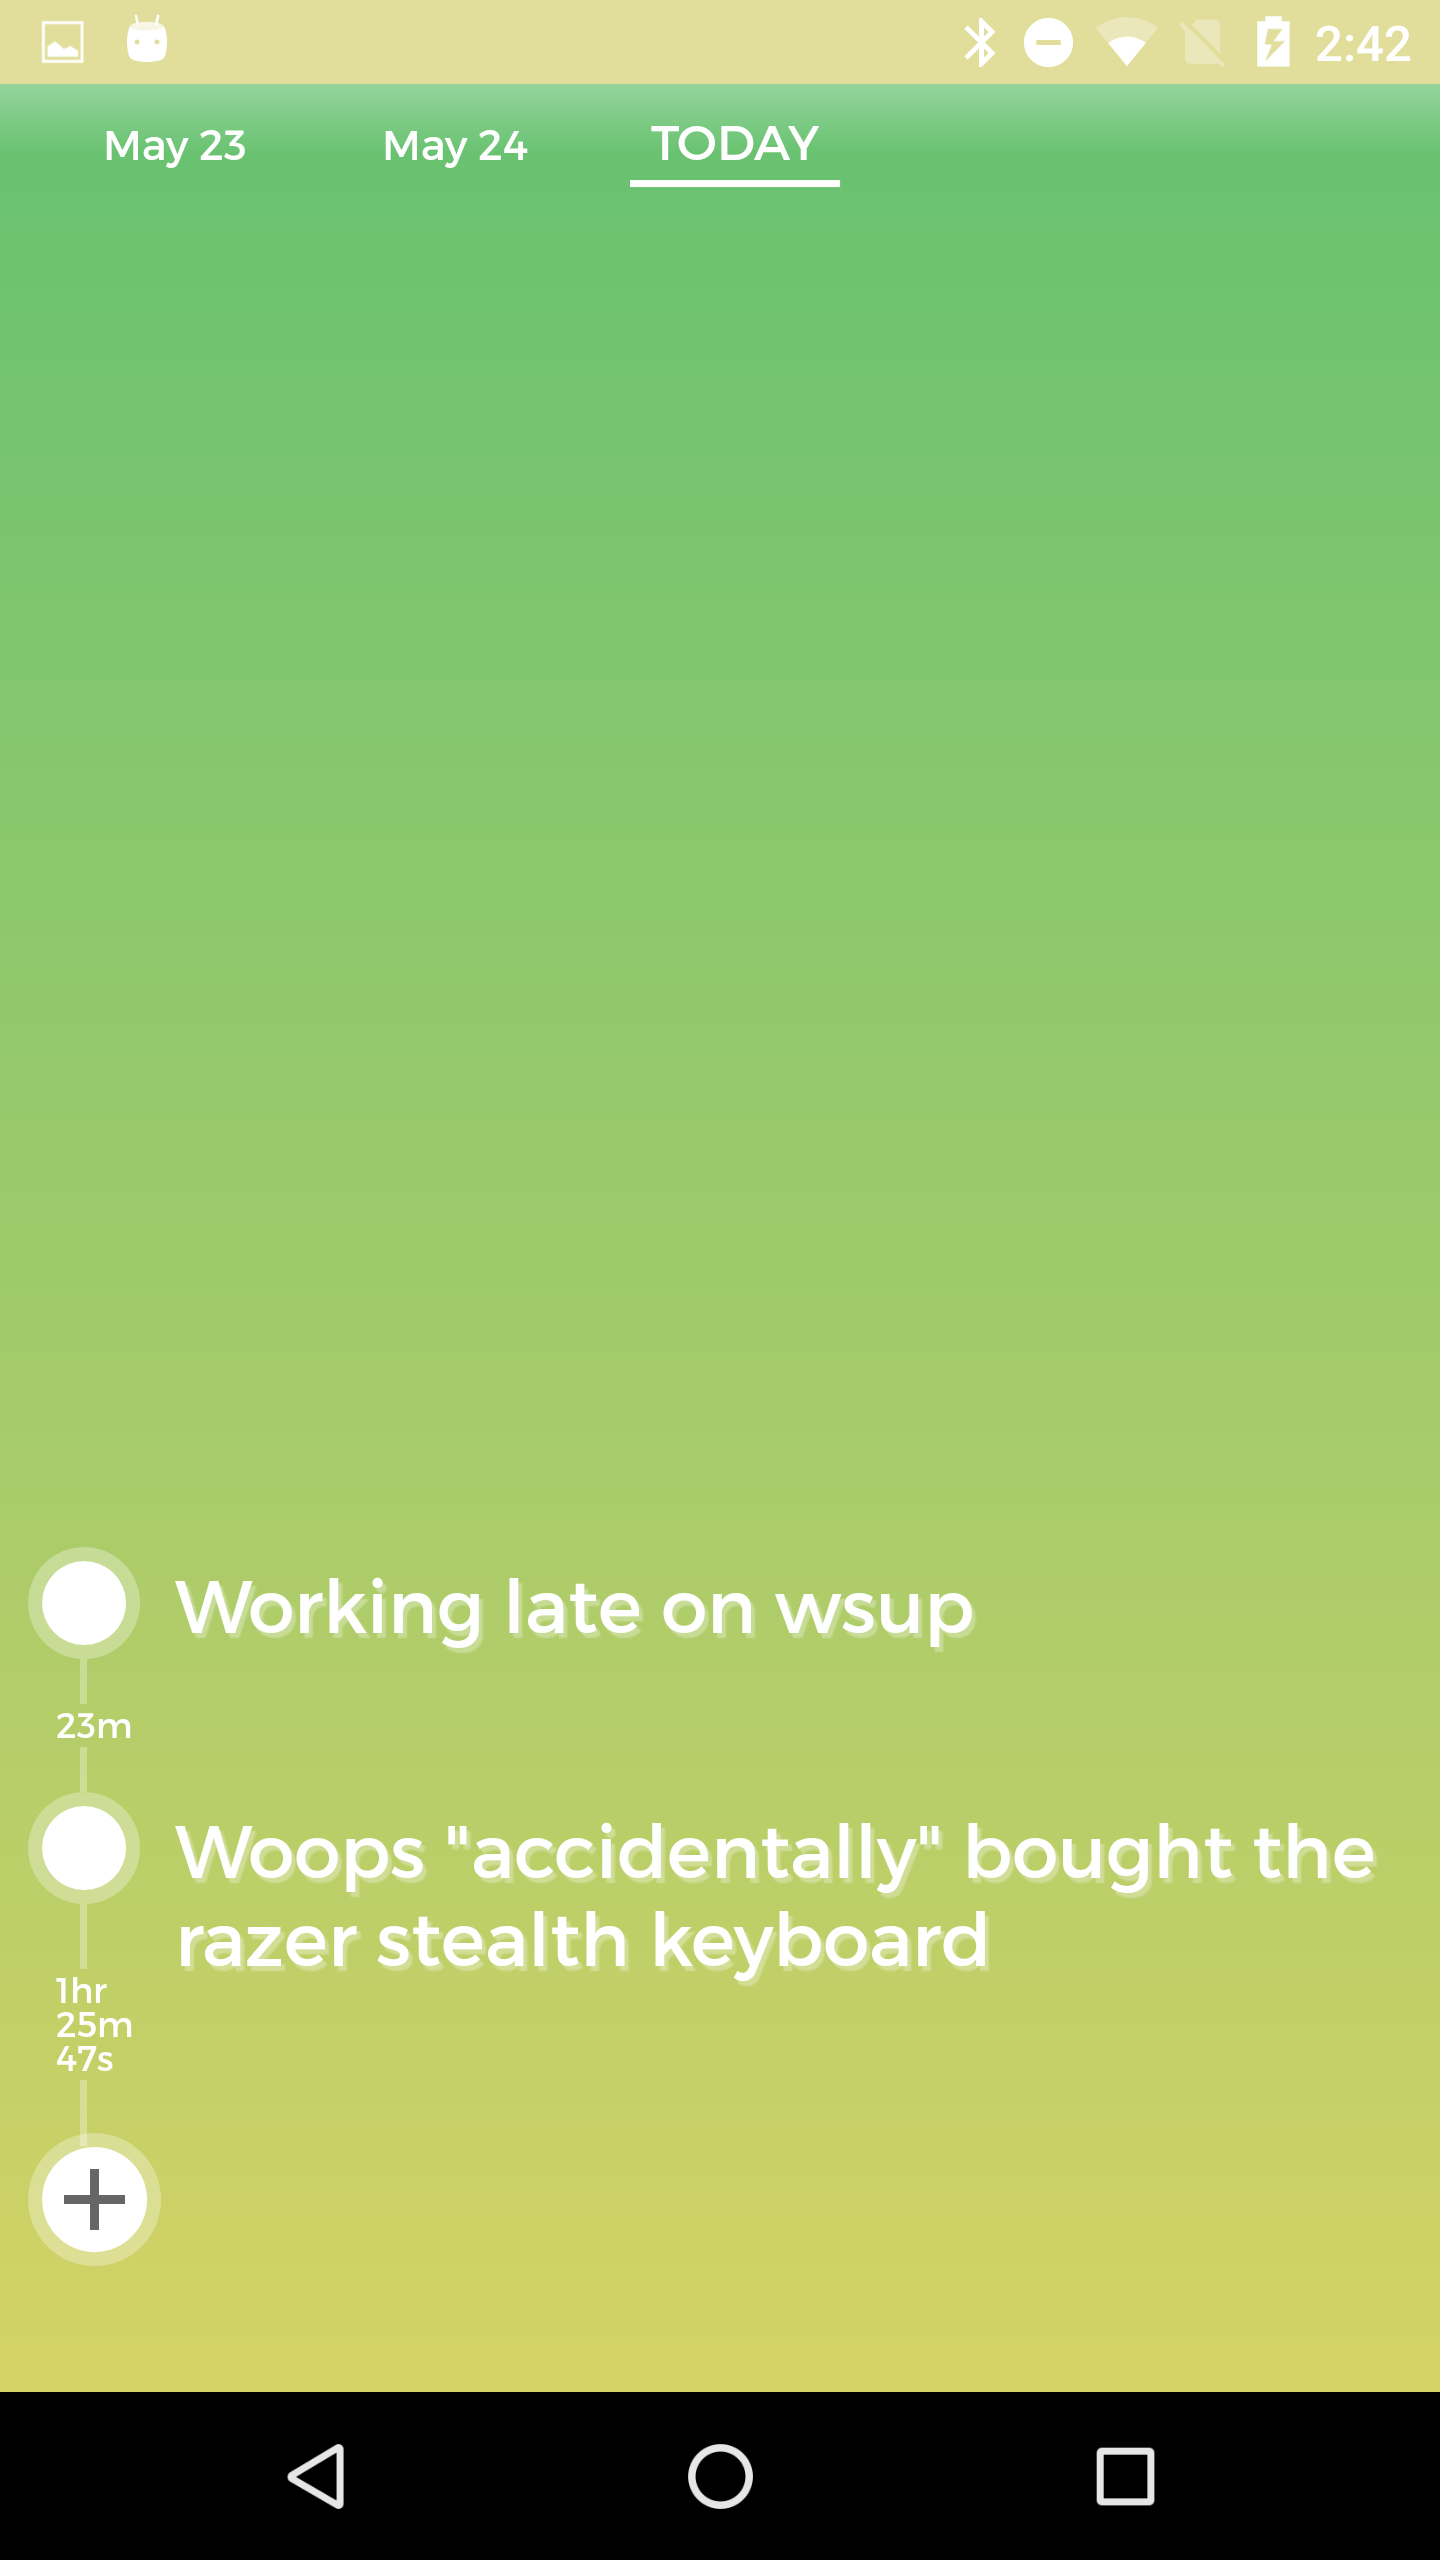 2:42
May 23
May 24
TODAY
Working late on wsup
23m
Woops "accidentally" bought the
razer stealth keyboard
1hr
25m
47s